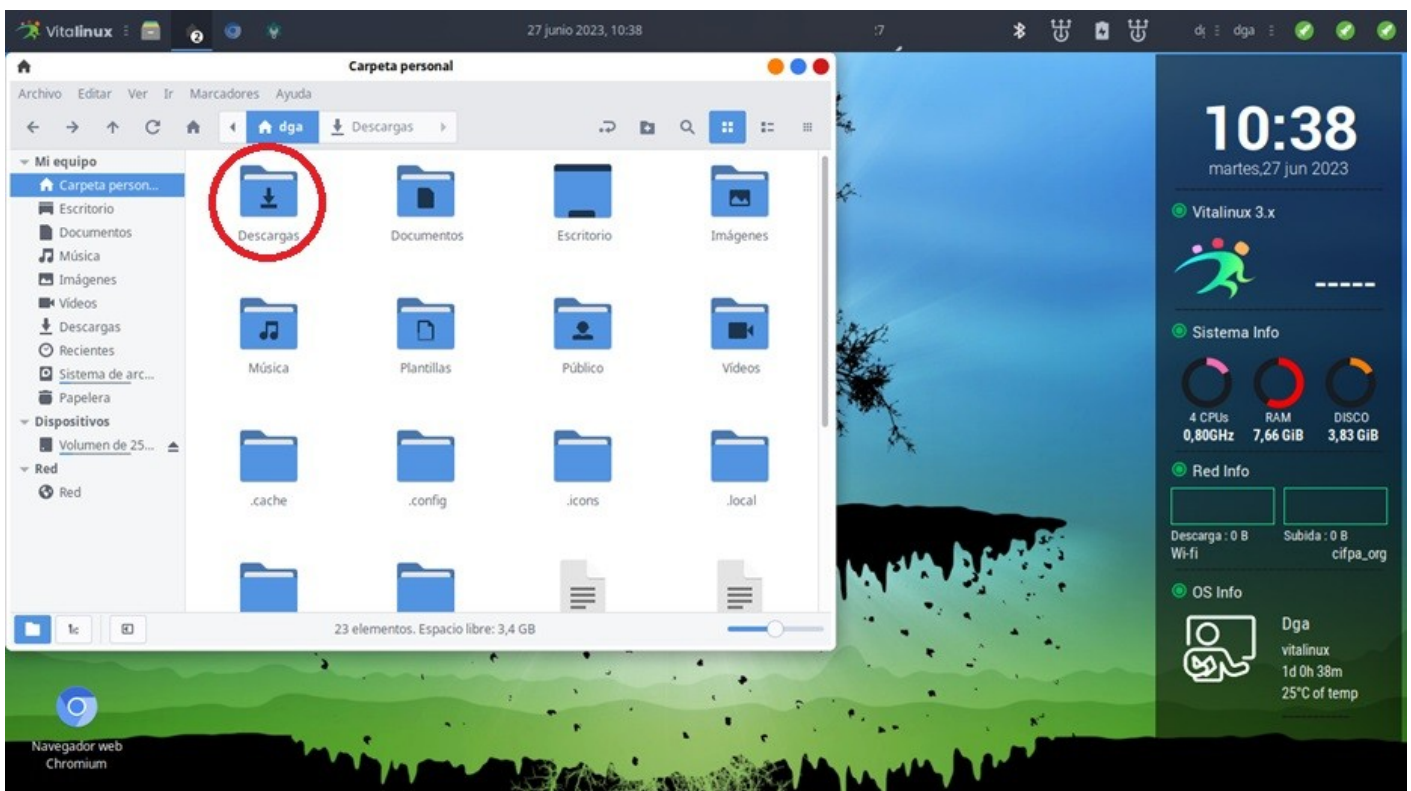 Vitalinux
2
27 junio 2023, 10:38
:7
dga
Carpeta personal
Archivo Editar Ver Ir Marcadores Ayuda
dga
Descargas
Mi equipo
Carpeta person...
Escritorio
Documentos
Música
Imágenes
Vídeos
Descargas
Recientes
Sistema de arc...
Papelera
Dispositivos
Volumen de 25...
Red
Red
Descargas Documentos Escritorio Imágenes
Música Plantillas Público Vídeos
.cache .config .icons .local
23 elementos. Espacio libre: 3,4 GB
Navegador web
Chromium
10:38
martes,27 jun 2023
Vitalinux 3.x
-----
Sistema Info
4 CPUs RAM DISCO
0,80GHz 7,66 GiB 3,83 GiB
Red Info
Descarga : 0 B Subida : 0 B
Wi-fi cifpa_org
OS Info
Dga
vitalinux
1d 0h 38m
25°C of temp